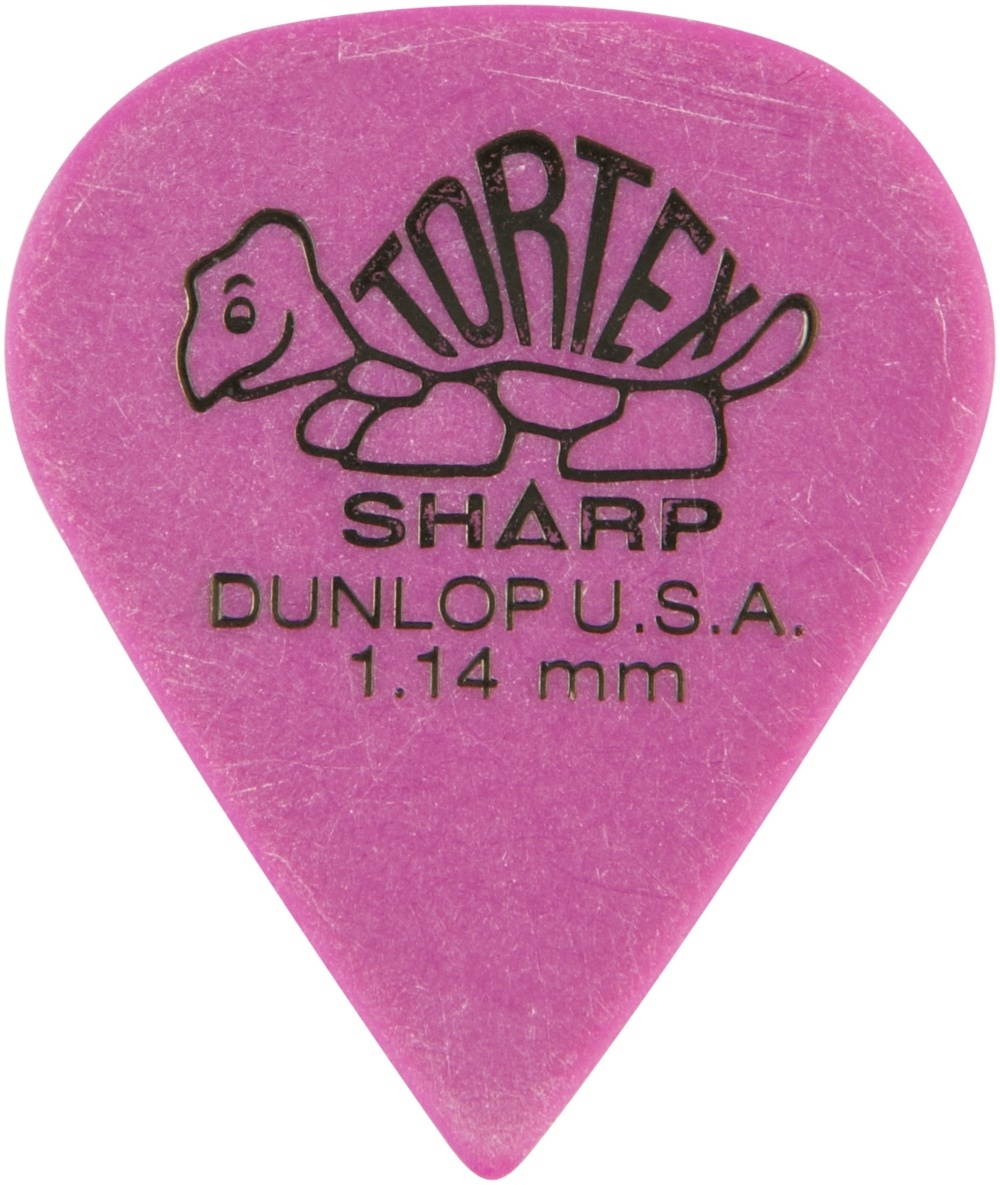 TORTEX
SHARP
DUNLOP U.S.A.
1.14 mm